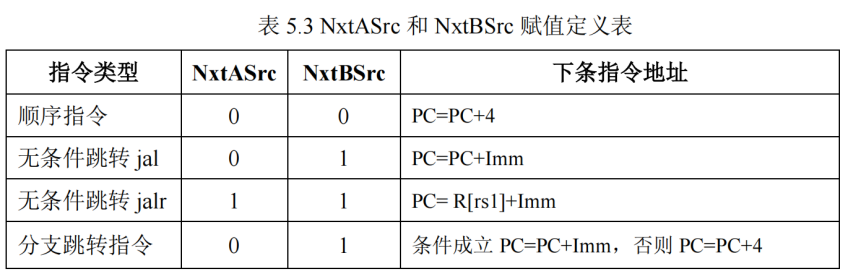 表 5.3 NxtASrc 和 NxtBSrc 赋值定义表
指令类型 NxtASrc NxtBSrc 下条指令地址
顺序指令 0 0 PC=PC+4
无条件跳转 jal 0 1 PC=PC+Imm
无条件跳转 jalr 1 1 PC= R[rs1]+Imm
分支跳转指令 0 1 条件成立 PC=PC+Imm，否则 PC=PC+4